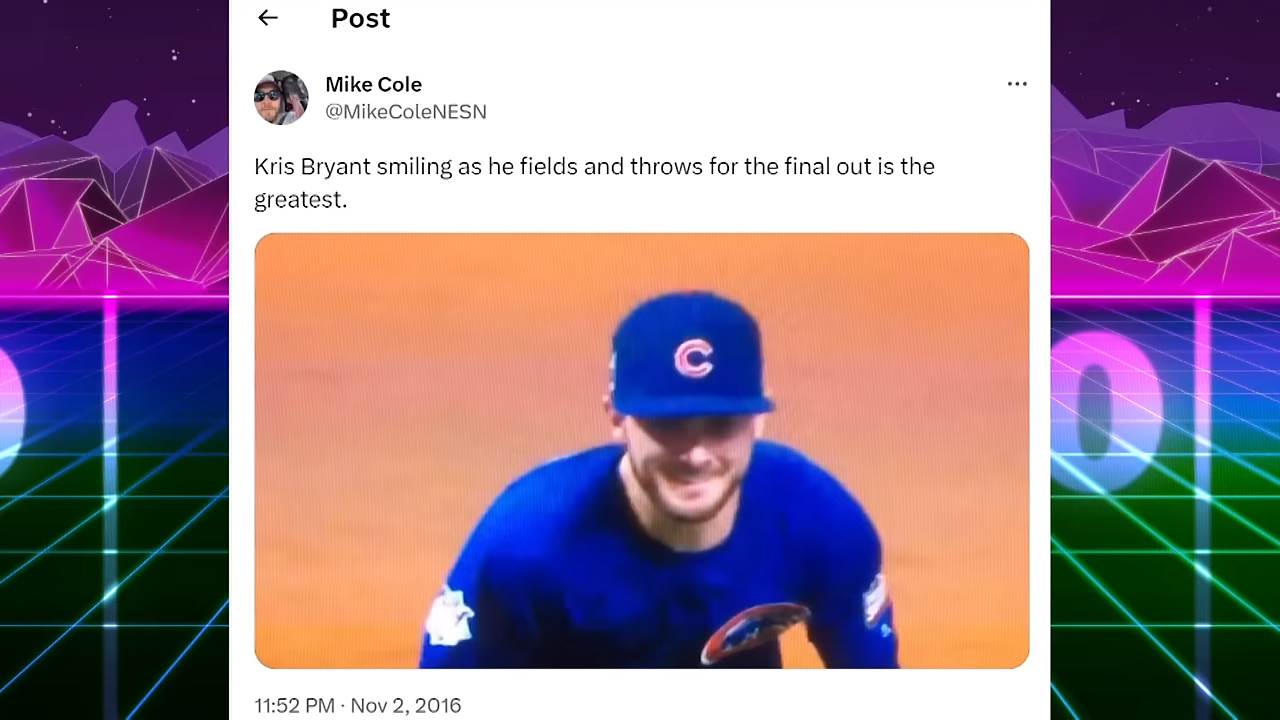 Post
Mike Cole
@MikeColeNESN
Kris Bryant smiling as he fields and throws for the final out is the
greatest.
C
0
11:52 PM · Nov 2, 2016